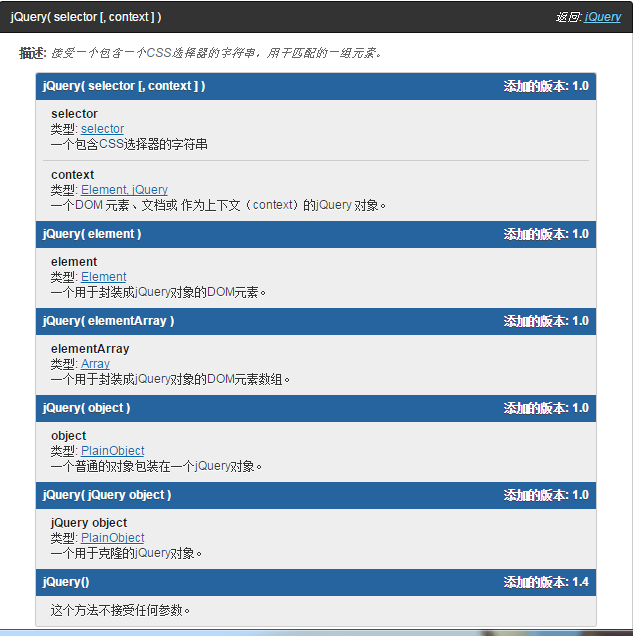 jQuery( selector [, context ] ) 返回: jQuery
描述: 接受一个包含一个CSS选择器的字符串，用于匹配的一组元素。
jQuery( selector [, context ] ) 添加的版本: 1.0
selector
类型: selector
一个包含CSS选择器的字符串
context
类型: Element, jQuery
一个DOM 元素、文档或 作为上下文（context）的jQuery 对象。
jQuery( element ) 添加的版本: 1.0
element
类型: Element
一个用于封装成jQuery对象的DOM元素。
jQuery( elementArray ) 添加的版本: 1.0
elementArray
类型: Array
一个用于封装成jQuery对象的DOM元素数组。
jQuery( object ) 添加的版本: 1.0
object
类型: PlainObject
一个普通的对象包装在一个jQuery对象。
jQuery( jQuery object ) 添加的版本: 1.0
jQuery object
类型: PlainObject
一个用于克隆的jQuery对象。
jQuery() 添加的版本: 1.4
这个方法不接受任何参数。